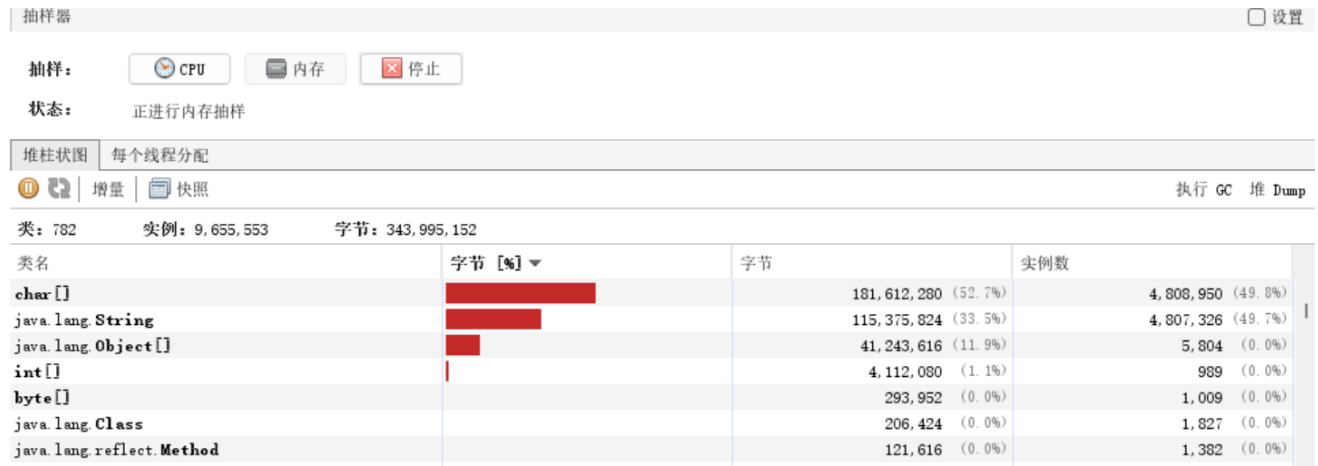 抽样器 设置
抽样： CPU 内存 停止
状态： 正进行内存抽样
堆柱状图 每个线程分配
增量 快照 执行 GC 堆 Dump
类：782 实例：9,655,553 字节：343,995,152
类名 字节 [%] 字节 实例数
char[] 181,612,280 (52.7%) 4,808,950 (49.8%)
java.lang.String 115,375,824 (33.5%) 4,807,326 (49.7%)
java.lang.Object[] 41,243,616 (11.9%) 5,804 (0.0%)
int[] 4,112,080 (1.1%) 989 (0.0%)
byte[] 293,952 (0.0%) 1,009 (0.0%)
java.lang.Class 206,424 (0.0%) 1,827 (0.0%)
java.lang.reflect.Method 121,616 (0.0%) 1,382 (0.0%)